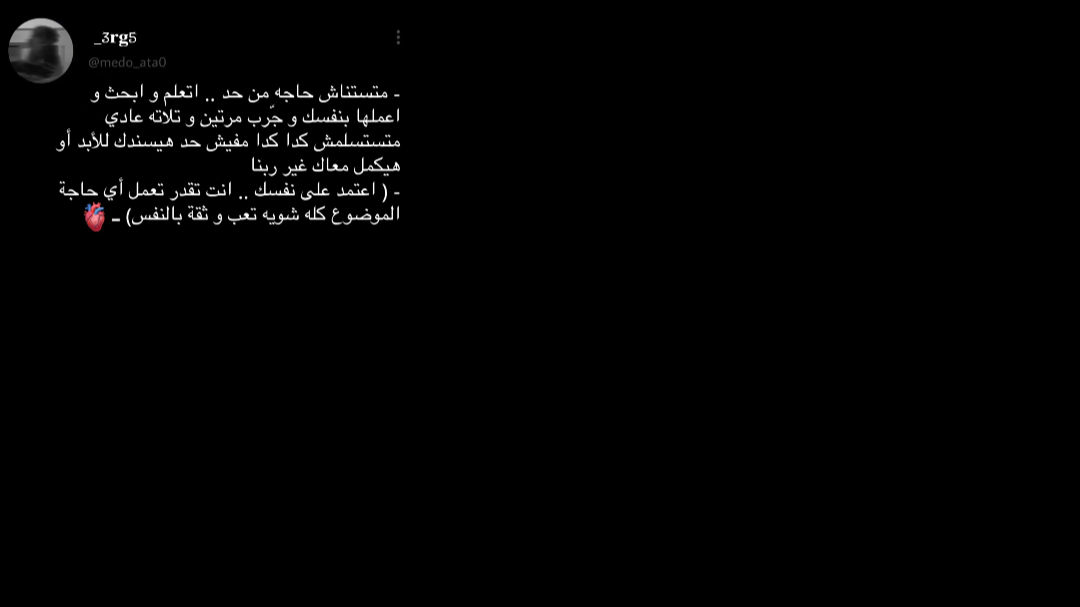 _3rg5
@medo_ata0
- متستناش حاجه من حد .. اتعلم و ابحث و
اعملها بنفسك و جّرب مرتين و تلاته عادي
متستسلمش كدا كدا مفيش حد هيسندك للأبد أو
هيكمل معاك غير ربنا
- ( اعتمد على نفسك .. انت تقدر تعمل أي حاجة
الموضوع كله شويه تعب و ثقة بالنفس) ـ 🫀